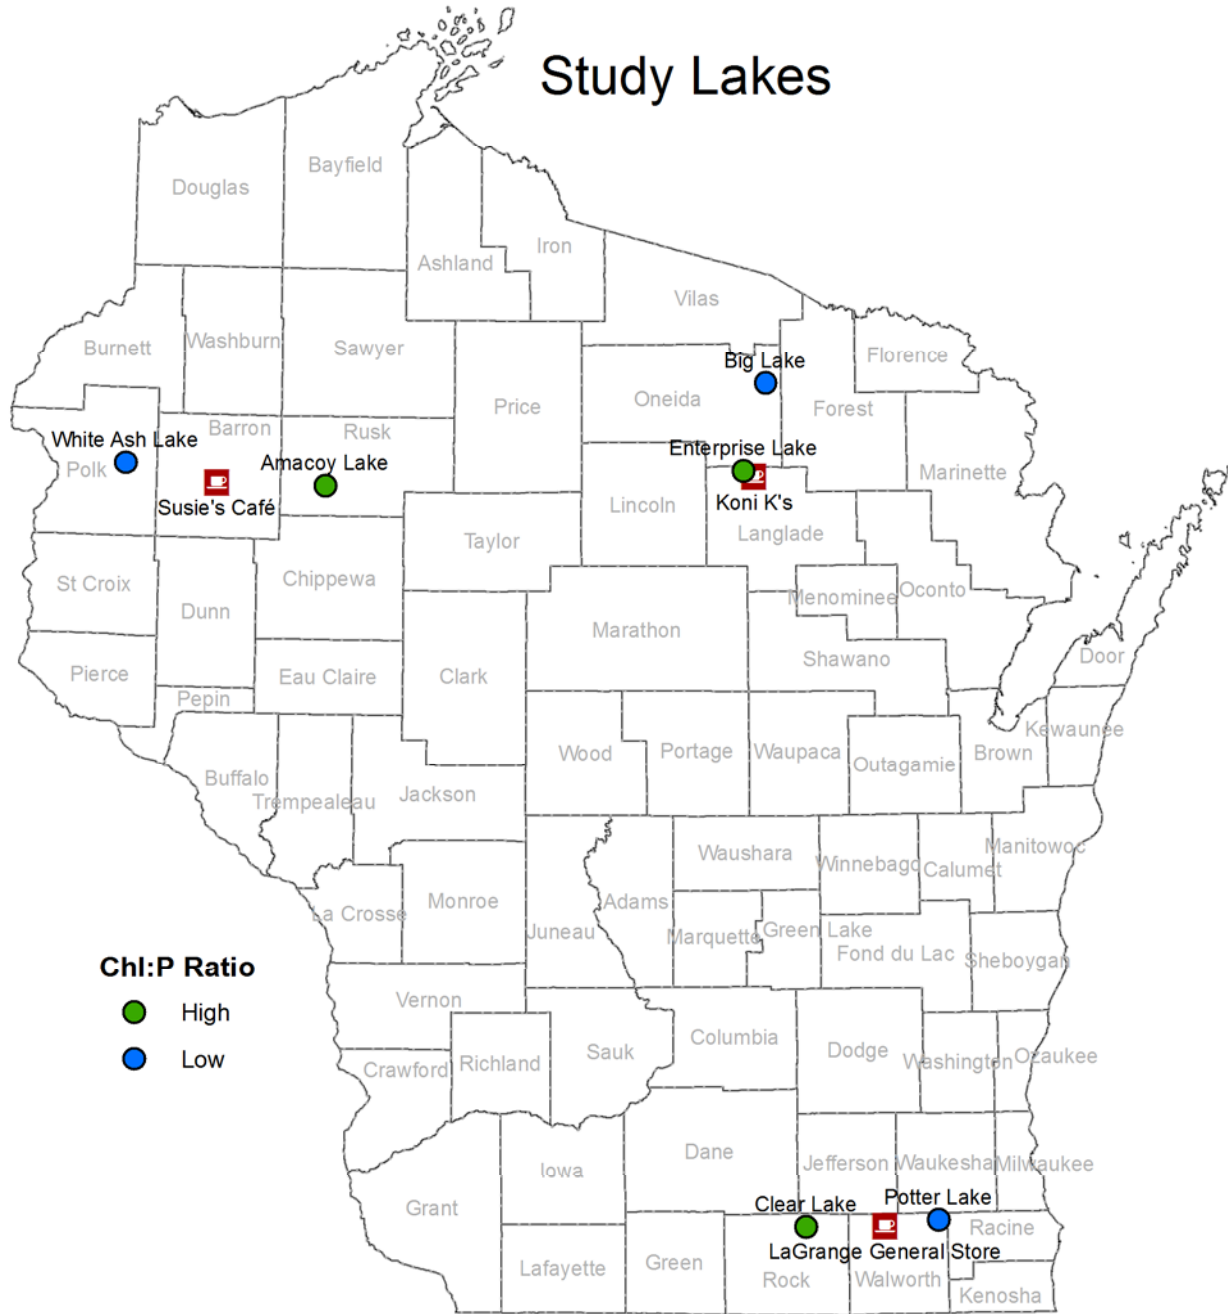 Study Lakes
Bayfield
Douglas
Iron
Ashland
Vilas
Washburn
Burnett
Sawyer
Florence
Big Lake
Oneida
Price
Forest
Barron
Rusk
White Ash Lake
Polk
Amacoy Lake
Enterprise Lake
Marinette
Susie's Café
Koni K's
Lincoln
Langlade
Taylor
Chippewa
St Croix
Menominee
Oconto
Dunn
Marathon
Shawano
Door
Pierce
Eau Claire
Clark
Pepin
Kewaunee
Wood
Portage
Waupaca
Brown
Outagamie
Buffalo
Trempealeau
Jackson
Manitowoc
Waushara
Winnebago
Calumet
Monroe
Adams
La Crosse
Juneau
Marquette
Green Lake
Fond du Lac
Sheboygan
Chl:P Ratio
High
Low
Vernon
Columbia
Dodge
Sauk
Richland
Crawford
Washington
Ozaukee
Dane
Iowa
Jefferson
Waukesha
Milwaukee
Grant
Clear Lake
Potter Lake
Racine
LaGrange General Store
Lafayette
Green
Rock
Walworth
Kenosha